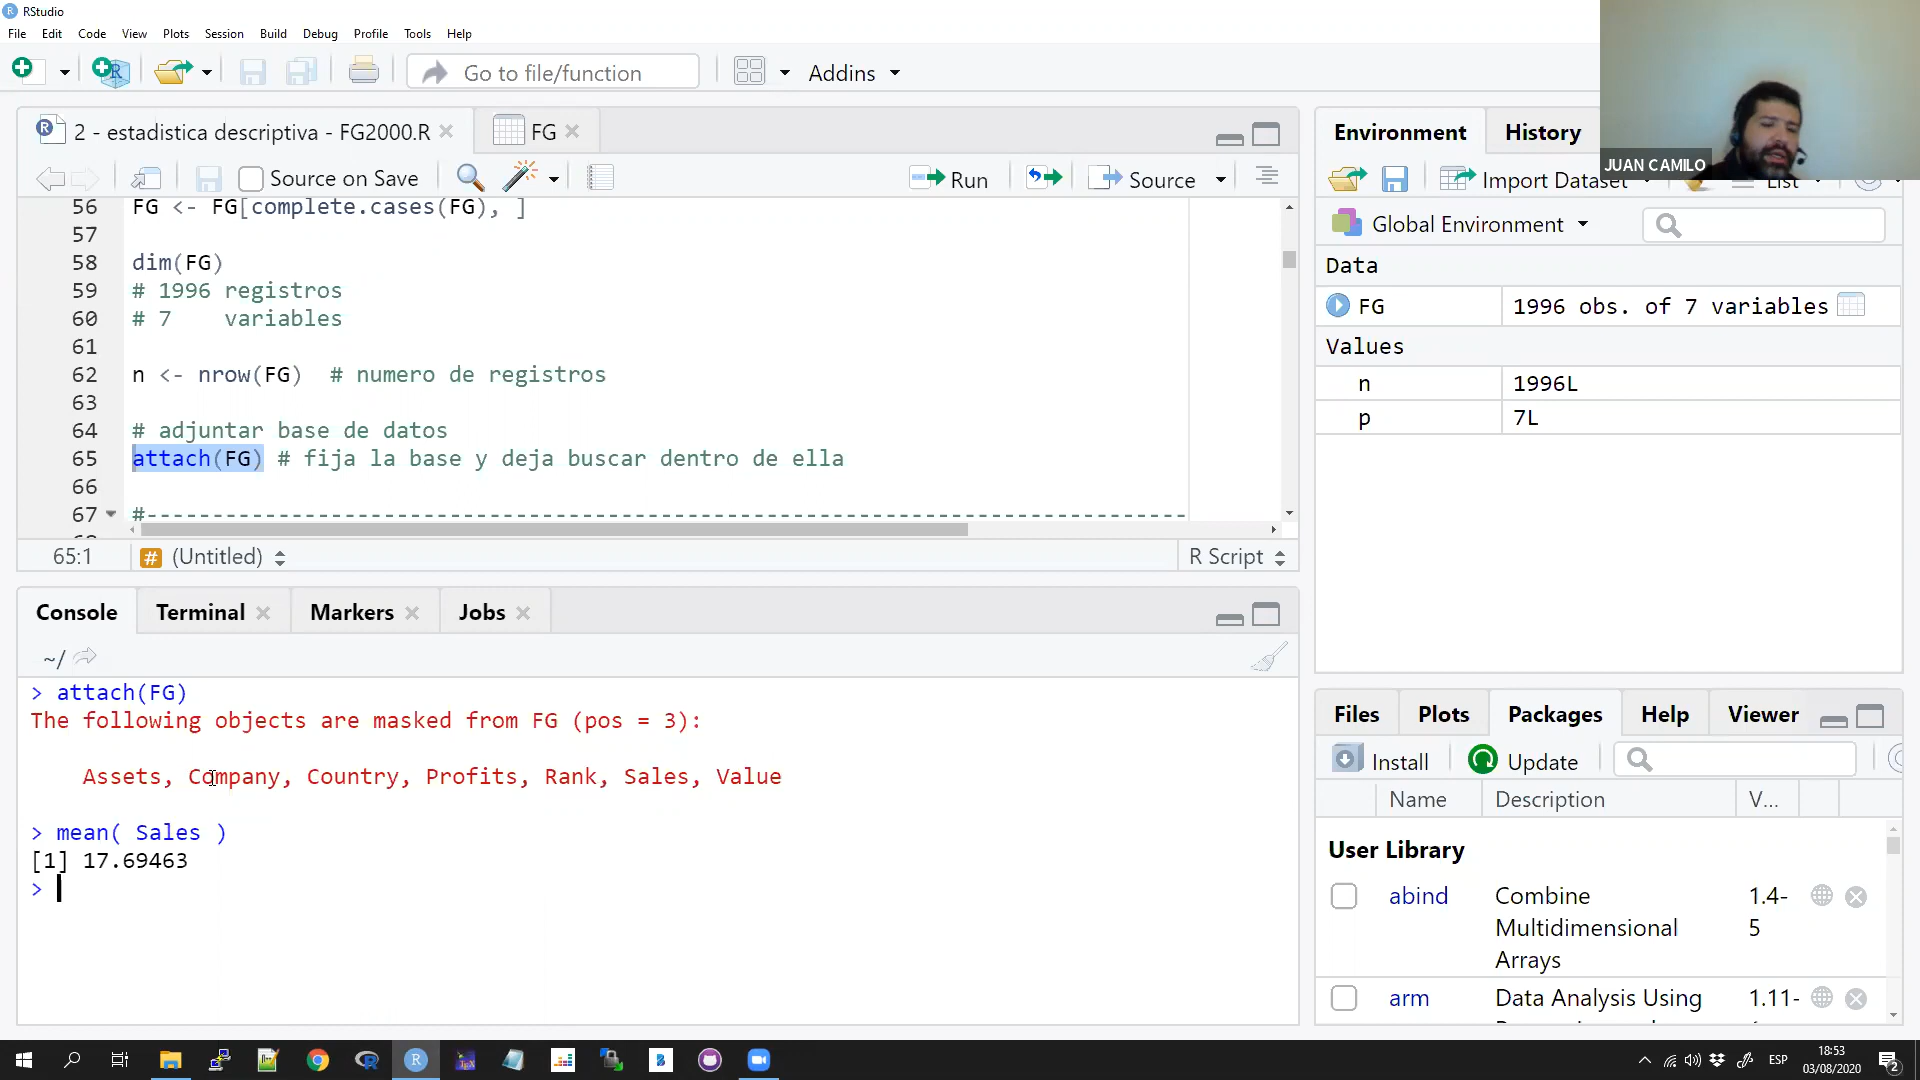 RStudio
File Edit Code View Plots Session Build Debug Profile Tools Help
Go to file/function Addins
2 - estadistica descriptiva - FG2000.R FG
Source on Save Run Source
56 FG <- FG[complete.cases(FG), ]
57
58 dim(FG)
59 # 1996 registros
60 # 7    variables
61
62 n <- nrow(FG)  # numero de registros
63
64 # adjuntar base de datos
65 attach(FG) # fija la base y deja buscar dentro de ella
66
67 #--------------------------------------------------------------------------------
65:1 # (Untitled) R Script
Console Terminal Markers Jobs
~/
> attach(FG)
The following objects are masked from FG (pos = 3):
Assets, Company, Country, Profits, Rank, Sales, Value
> mean( Sales )
[1] 17.69463
>
JUAN CAMILO
Environment History
Import Dataset List
Global Environment
Data
FG 1996 obs. of 7 variables
Values
n 1996L
p 7L
Files Plots Packages Help Viewer
Install Update
Name Description V...
User Library
abind Combine Multidimensional Arrays 1.4-5
arm Data Analysis Using 1.11-
ESP
18:53
03/08/2020
2